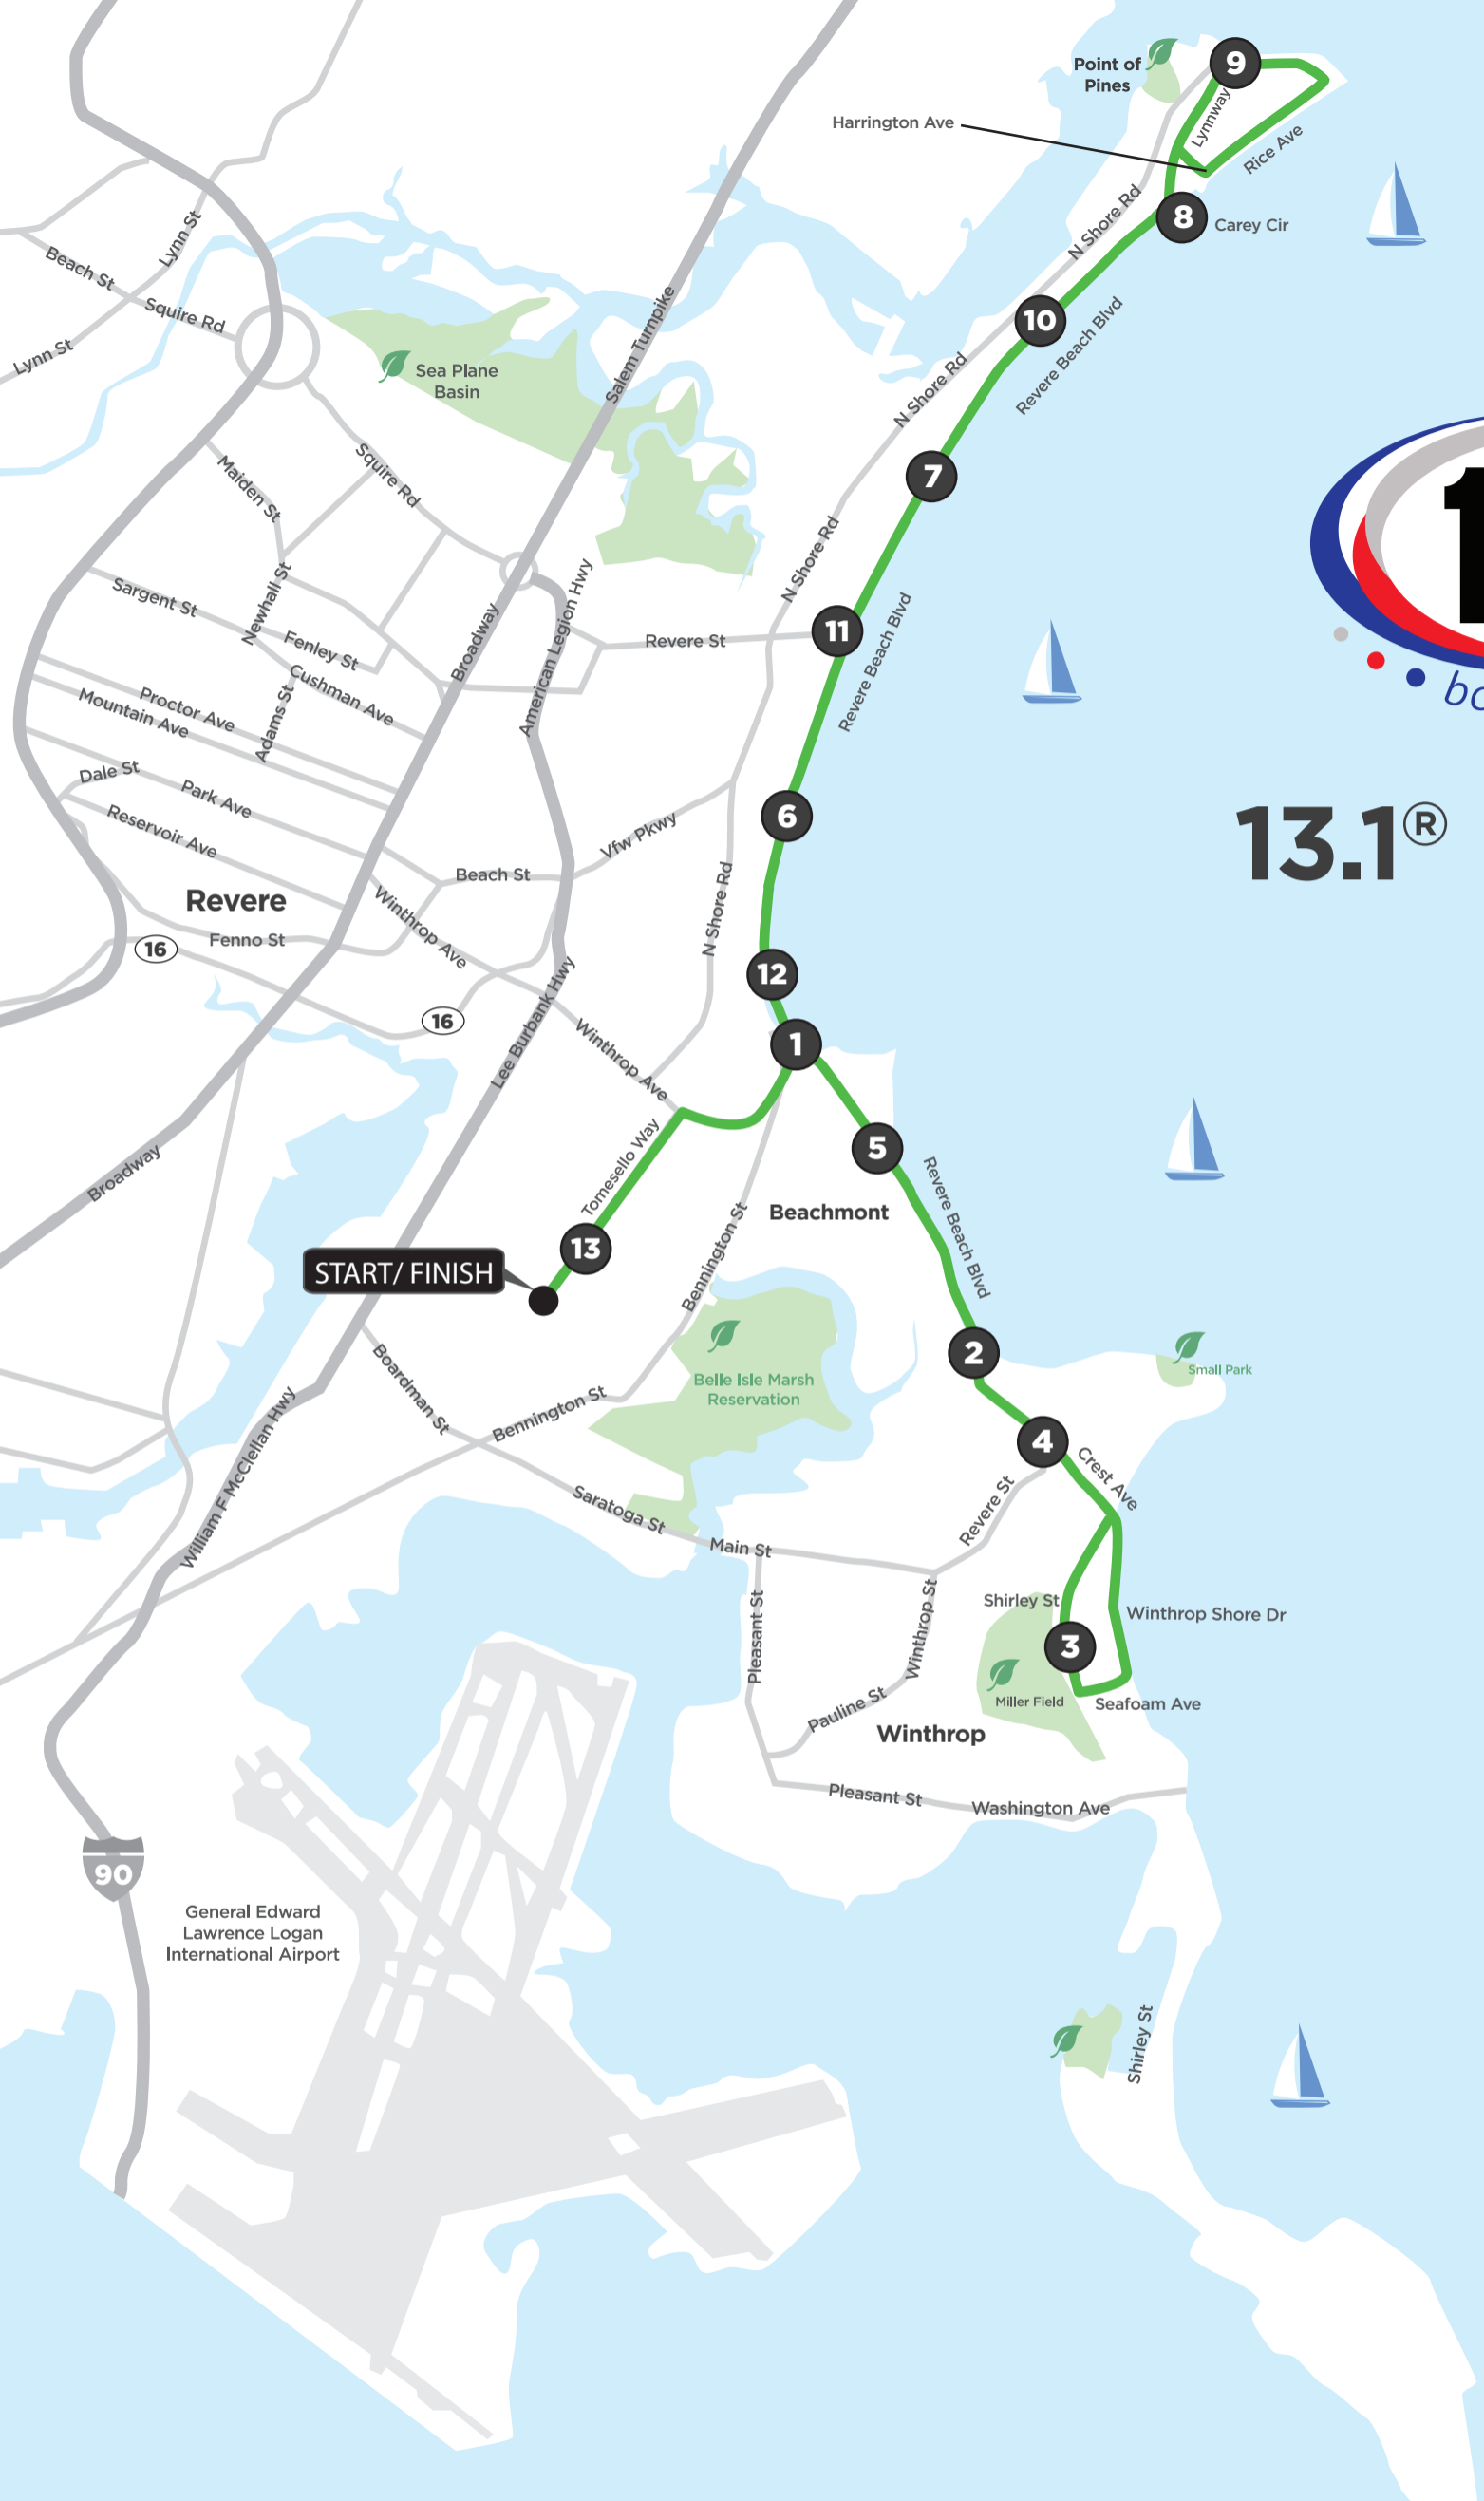 9
Point of
Pines
Lynnway
Harrington Ave
Rice Ave
N Shore Rd
8
Carey Cir
Lynn St
Beach St
Squire Rd
Lynn St
10
Revere Beach Blvd
Salem Turnpike
Sea Plane
Basin
N Shore Rd
7
Squire Rd
Maiden St
1
N Shore Rd
Sargent St
Newhall St
American Legion Hwy
Broadway
Revere St
11
Revere Beach Blvd
Fenley St
Cushman Ave
Adams St
Proctor Ave
Mountain Ave
Dale St
Park Ave
Reservoir Ave
Vfw Pkwy
6
13.1®
Beach St
Revere
Winthrop Ave
N Shore Rd
Fenno St
16
12
16
Lee Burbank Hwy
Winthrop Ave
1
Broadway
Tomesello Way
5
Revere Beach Blvd
Beachmont
13
START/ FINISH
Bennington St
2
Small Park
Belle Isle Marsh
Reservation
Boardman St
Bennington St
William F McClellan Hwy
4
Crest Ave
Revere St
Saratoga St
Main St
Pleasant St
Winthrop St
Shirley St
Winthrop Shore Dr
3
Miller Field
Seafoam Ave
Pauline St
Winthrop
Pleasant St
Washington Ave
90
General Edward
Lawrence Logan
International Airport
Shirley St